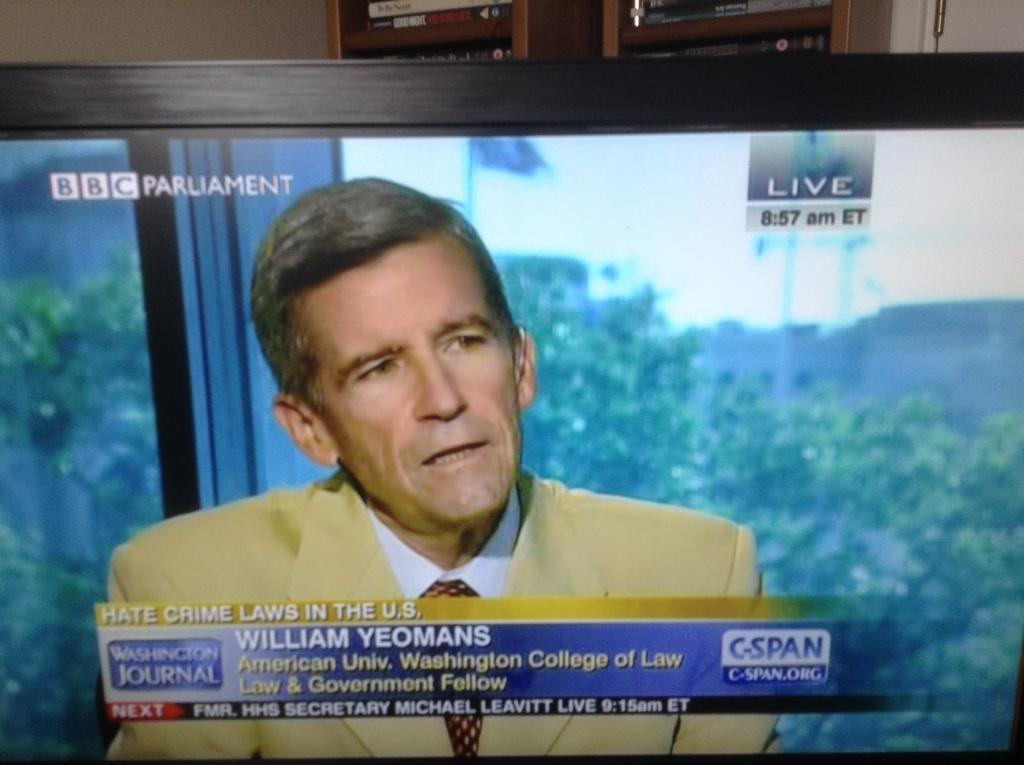 GOOD NIGHT,
BBC PARLIAMENT
LIVE
8:57 am ET
HATE CRIME LAWS IN THE U.S.
WASHINGTON
JOURNAL
WILLIAM YEOMANS
American Univ. Washington College of Law
Law & Government Fellow
C-SPAN
C-SPAN.ORG
NEXT FMR. HHS SECRETARY MICHAEL LEAVITT LIVE 9:15am ET